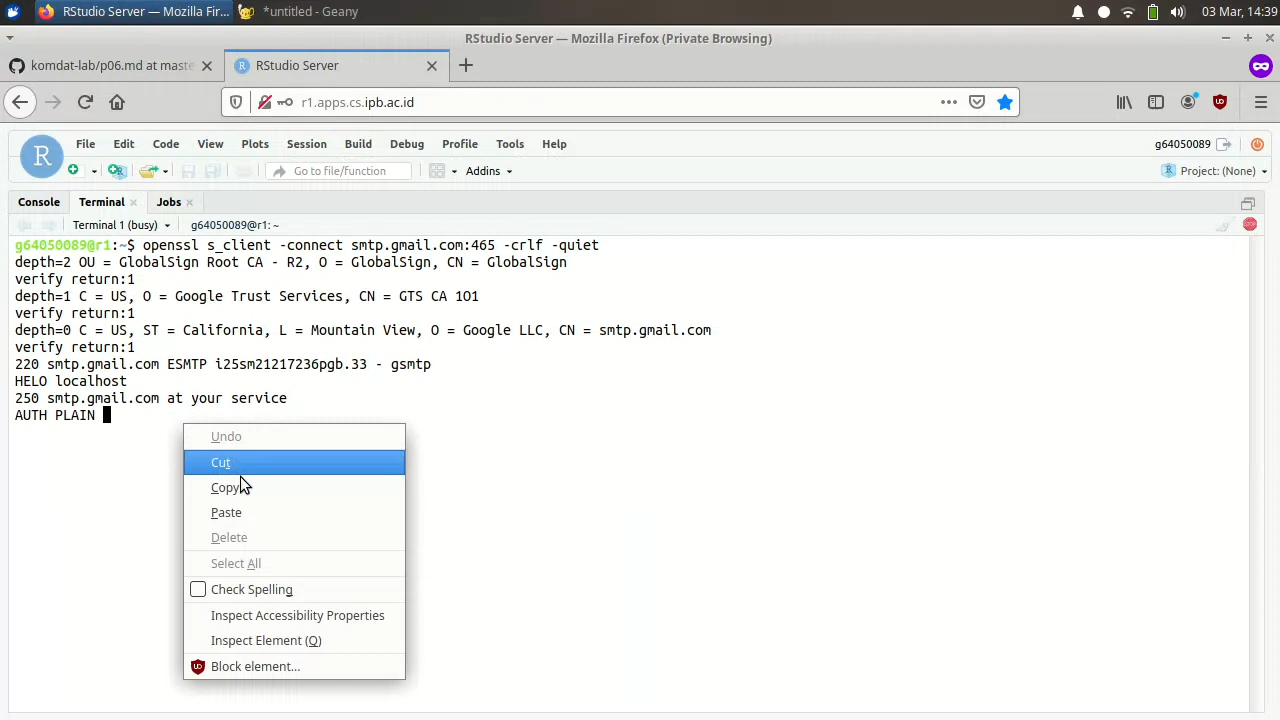 RStudio Server — Mozilla Fir...
*untitled - Geany
03 Mar, 14:39
RStudio Server — Mozilla Firefox (Private Browsing)
komdat-lab/p06.md at maste
RStudio Server
r1.apps.cs.ipb.ac.id
File Edit Code View Plots Session Build Debug Profile Tools Help
g64050089
Go to file/function
Addins
Project: (None)
Console Terminal Jobs
Terminal 1 (busy)
g64050089@r1: ~
g64050089@r1:~$ openssl s_client -connect smtp.gmail.com:465 -crlf -quiet
depth=2 OU = GlobalSign Root CA - R2, O = GlobalSign, CN = GlobalSign
verify return:1
depth=1 C = US, O = Google Trust Services, CN = GTS CA 1O1
verify return:1
depth=0 C = US, ST = California, L = Mountain View, O = Google LLC, CN = smtp.gmail.com
verify return:1
220 smtp.gmail.com ESMTP i25sm21217236pgb.33 - gsmtp
HELO localhost
250 smtp.gmail.com at your service
AUTH PLAIN
Undo
Cut
Copy
Paste
Delete
Select All
Check Spelling
Inspect Accessibility Properties
Inspect Element (Q)
Block element...